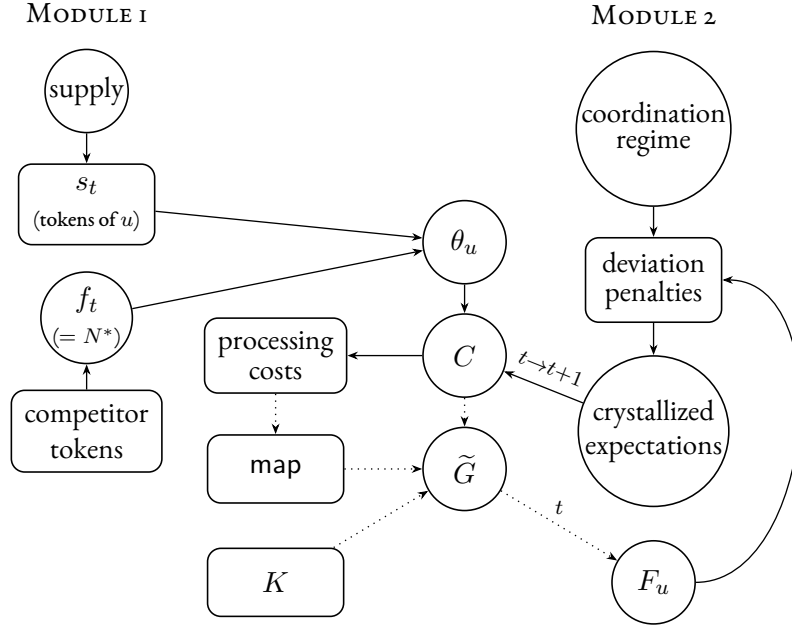 MODULE 1
MODULE 2
supply
coordination
regime
s_t
(tokens of u)
θ_u
deviation
penalties
f_t
(= N*)
processing
costs
C
t→t+1
competitor
tokens
crystallized
expectations
map
G̃
t
K
F_u